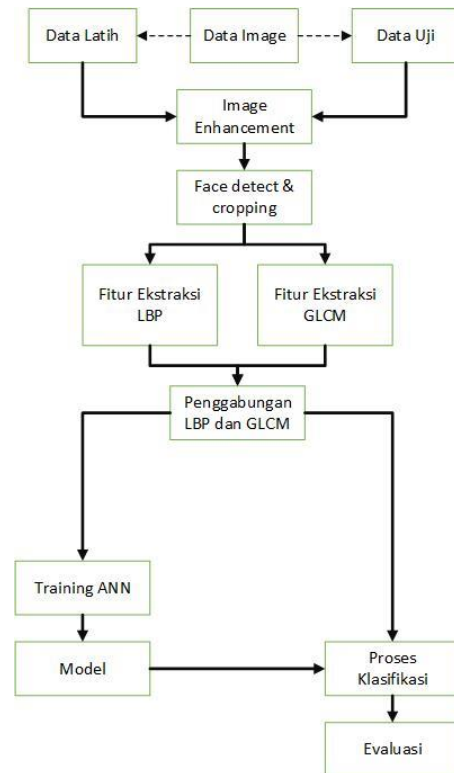 Data Latih
Data Image
Data Uji
Image
Enhancement
Face detect &
cropping
Fitur Ekstraksi
LBP
Fitur Ekstraksi
GLCM
Penggabungan
LBP dan GLCM
Training ANN
Model
Proses
Klasifikasi
Evaluasi